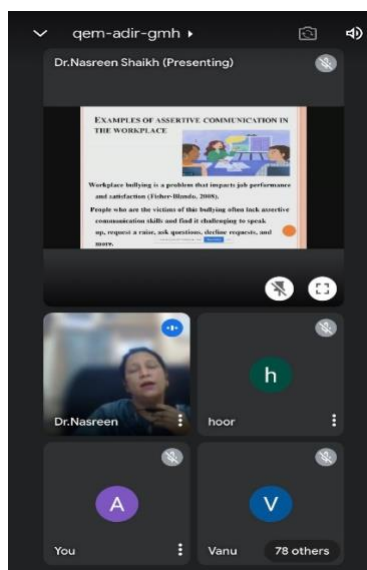 qem-adir-gmh
Dr.Nasreen Shaikh (Presenting)
EXAMPLES OF ASSERTIVE COMMUNICATION IN
THE WORKPLACE
Workplace bullying is a problem that impacts job performance
and satisfaction (Fisher-Blando, 2008).
People who are the victims of this bullying often lack assertive
communication skills and find it challenging to speak
up, request a raise, ask questions, decline requests, and
more.
Dr.Nasreen
h
hoor
A
You
V
Vanu
78 others